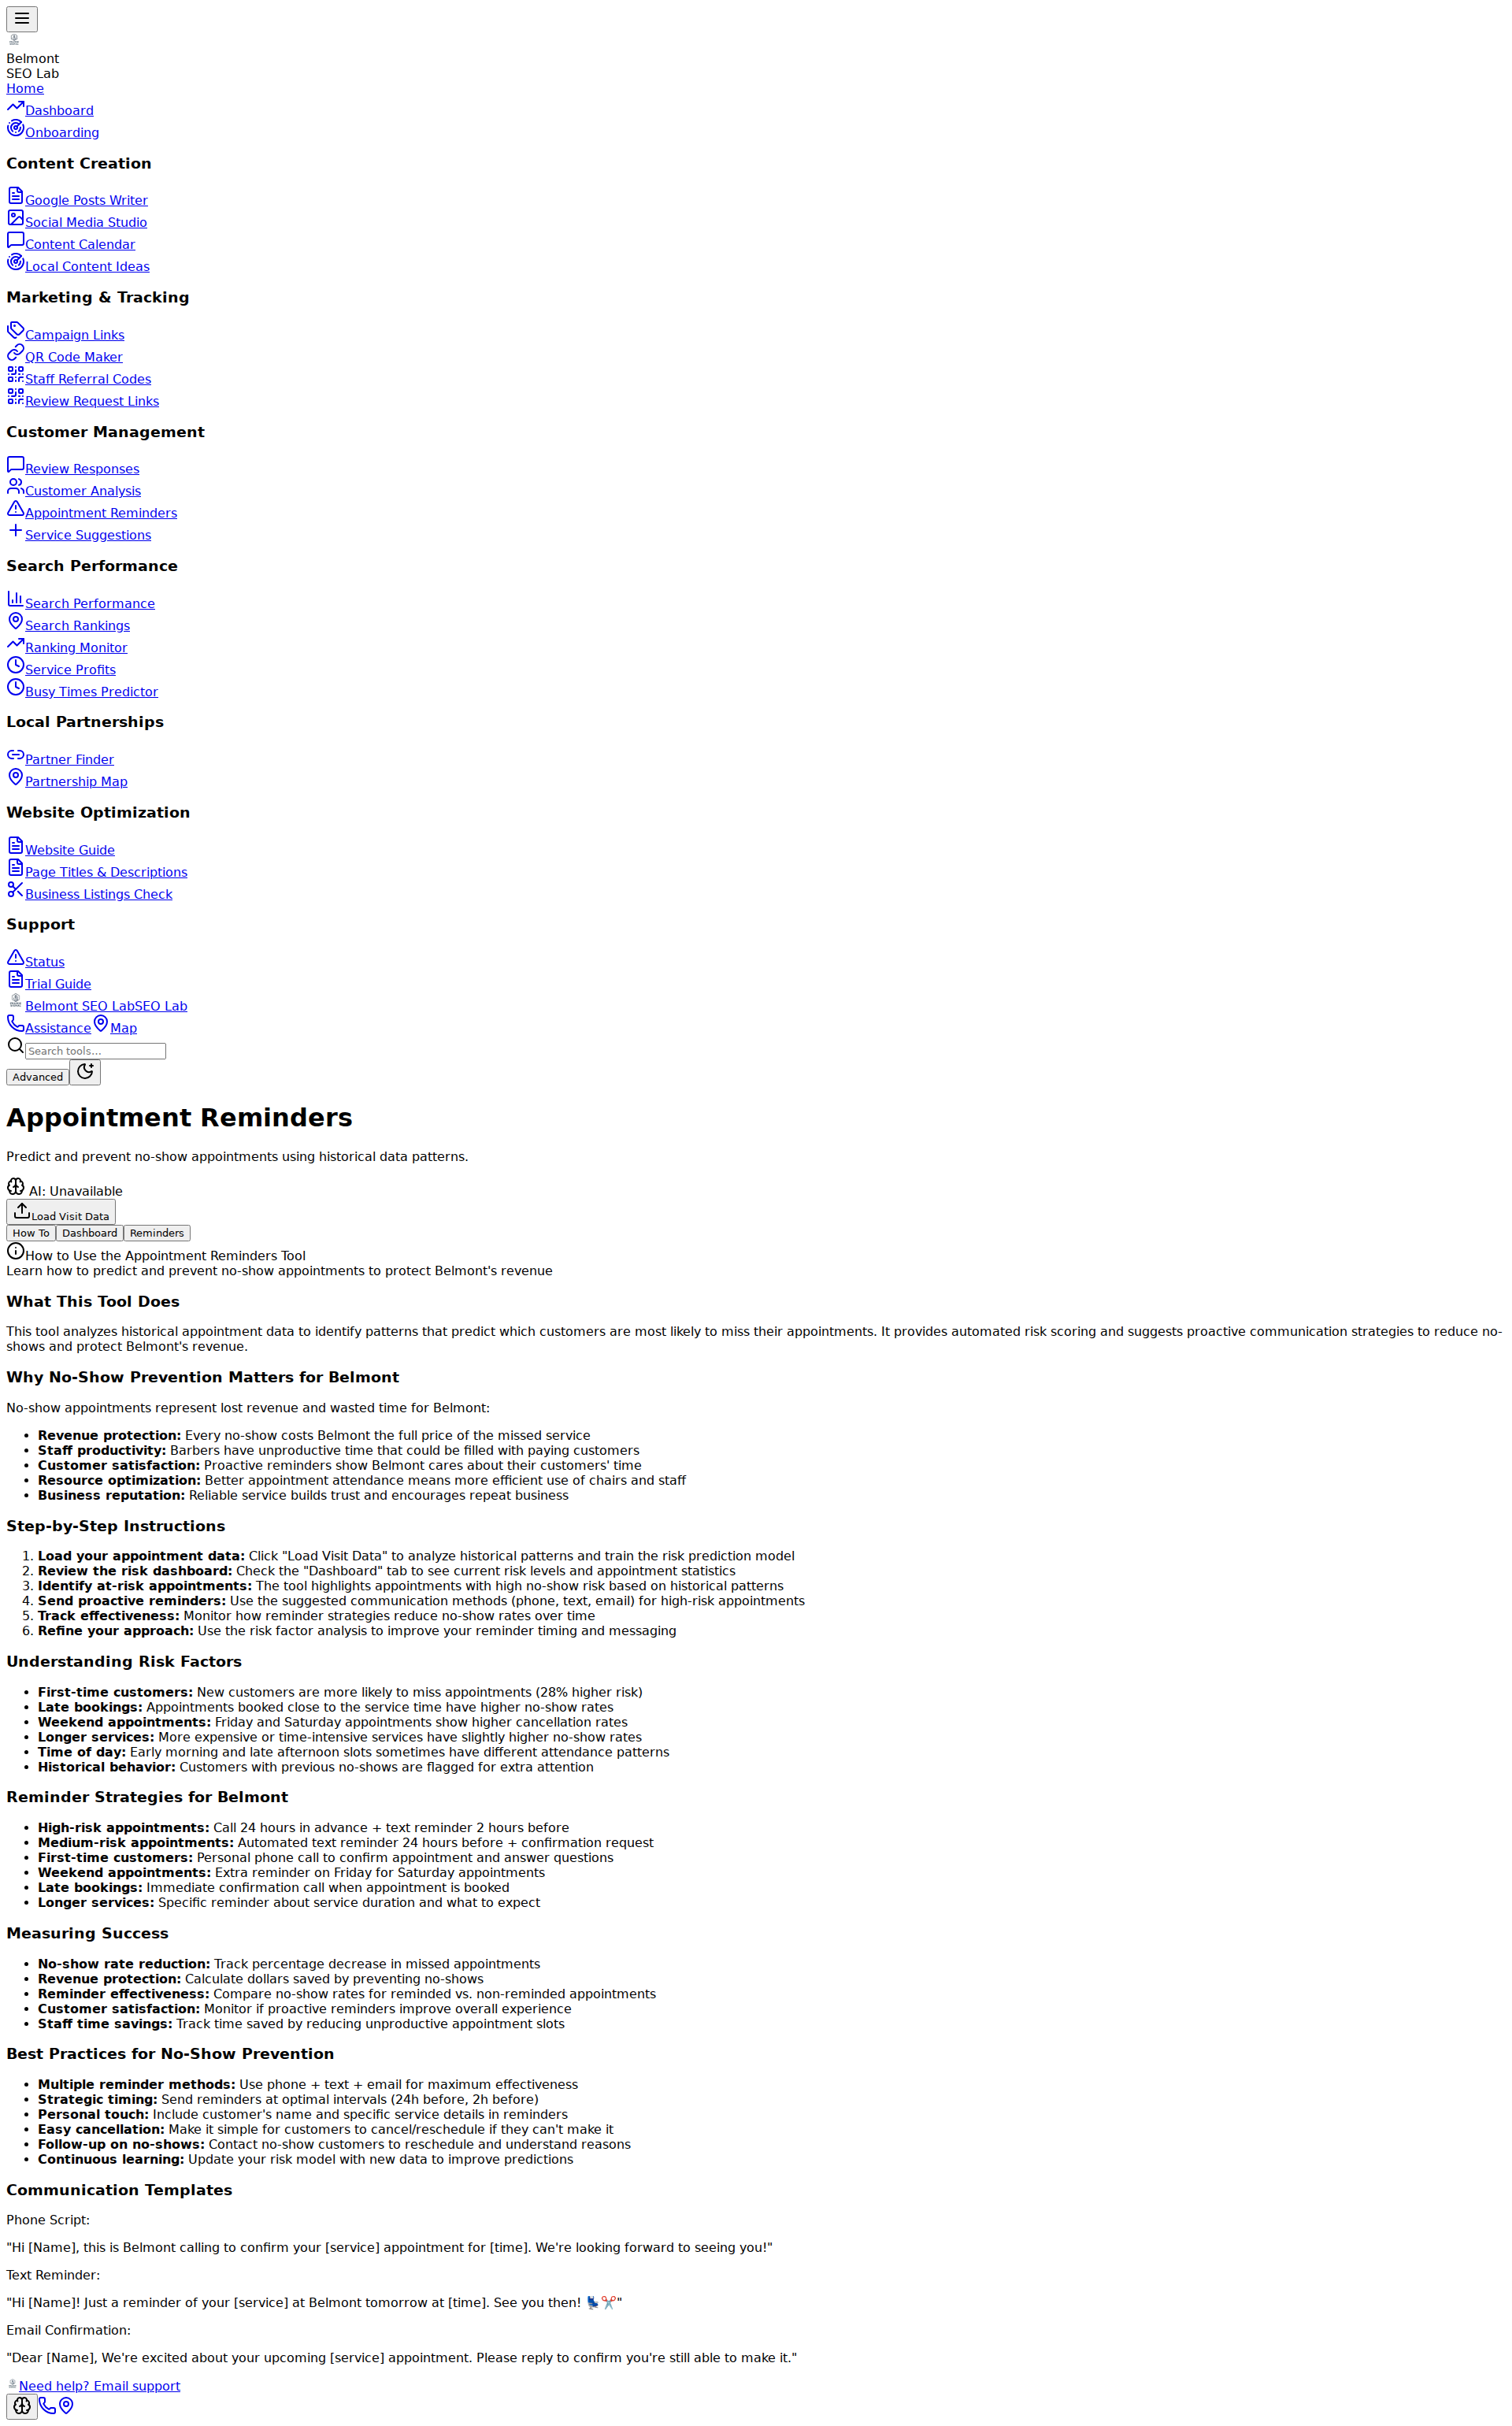 Belmont
SEO Lab
Home
Dashboard
Onboarding
Content Creation
Google Posts Writer
Social Media Studio
Content Calendar
Local Content Ideas
Marketing & Tracking
Campaign Links
QR Code Maker
Staff Referral Codes
Review Request Links
Customer Management
Review Responses
Customer Analysis
Appointment Reminders
Service Suggestions
Search Performance
Search Performance
Search Rankings
Ranking Monitor
Service Profits
Busy Times Predictor
Local Partnerships
Partner Finder
Partnership Map
Website Optimization
Website Guide
Page Titles & Descriptions
Business Listings Check
Support
Status
Trial Guide
Belmont SEO LabSEO Lab
Assistance Map
Search tools...
Advanced
Appointment Reminders
Predict and prevent no-show appointments using historical data patterns.
AI: Unavailable
Load Visit Data
How To Dashboard Reminders
How to Use the Appointment Reminders Tool
Learn how to predict and prevent no-show appointments to protect Belmont's revenue
What This Tool Does
This tool analyzes historical appointment data to identify patterns that predict which customers are most likely to miss their appointments. It provides automated risk scoring and suggests proactive communication strategies to reduce no-
shows and protect Belmont's revenue.
Why No-Show Prevention Matters for Belmont
No-show appointments represent lost revenue and wasted time for Belmont:
• Revenue protection: Every no-show costs Belmont the full price of the missed service
• Staff productivity: Barbers have unproductive time that could be filled with paying customers
• Customer satisfaction: Proactive reminders show Belmont cares about their customers' time
• Resource optimization: Better appointment attendance means more efficient use of chairs and staff
• Business reputation: Reliable service builds trust and encourages repeat business
Step-by-Step Instructions
1. Load your appointment data: Click "Load Visit Data" to analyze historical patterns and train the risk prediction model
2. Review the risk dashboard: Check the "Dashboard" tab to see current risk levels and appointment statistics
3. Identify at-risk appointments: The tool highlights appointments with high no-show risk based on historical patterns
4. Send proactive reminders: Use the suggested communication methods (phone, text, email) for high-risk appointments
5. Track effectiveness: Monitor how reminder strategies reduce no-show rates over time
6. Refine your approach: Use the risk factor analysis to improve your reminder timing and messaging
Understanding Risk Factors
• First-time customers: New customers are more likely to miss appointments (28% higher risk)
• Late bookings: Appointments booked close to the service time have higher no-show rates
• Weekend appointments: Friday and Saturday appointments show higher cancellation rates
• Longer services: More expensive or time-intensive services have slightly higher no-show rates
• Time of day: Early morning and late afternoon slots sometimes have different attendance patterns
• Historical behavior: Customers with previous no-shows are flagged for extra attention
Reminder Strategies for Belmont
• High-risk appointments: Call 24 hours in advance + text reminder 2 hours before
• Medium-risk appointments: Automated text reminder 24 hours before + confirmation request
• First-time customers: Personal phone call to confirm appointment and answer questions
• Weekend appointments: Extra reminder on Friday for Saturday appointments
• Late bookings: Immediate confirmation call when appointment is booked
• Longer services: Specific reminder about service duration and what to expect
Measuring Success
• No-show rate reduction: Track percentage decrease in missed appointments
• Revenue protection: Calculate dollars saved by preventing no-shows
• Reminder effectiveness: Compare no-show rates for reminded vs. non-reminded appointments
• Customer satisfaction: Monitor if proactive reminders improve overall experience
• Staff time savings: Track time saved by reducing unproductive appointment slots
Best Practices for No-Show Prevention
• Multiple reminder methods: Use phone + text + email for maximum effectiveness
• Strategic timing: Send reminders at optimal intervals (24h before, 2h before)
• Personal touch: Include customer's name and specific service details in reminders
• Easy cancellation: Make it simple for customers to cancel/reschedule if they can't make it
• Follow-up on no-shows: Contact no-show customers to reschedule and understand reasons
• Continuous learning: Update your risk model with new data to improve predictions
Communication Templates
Phone Script:
"Hi [Name], this is Belmont calling to confirm your [service] appointment for [time]. We're looking forward to seeing you!"
Text Reminder:
"Hi [Name]! Just a reminder of your [service] at Belmont tomorrow at [time]. See you then! 💺✂️"
Email Confirmation:
"Dear [Name], We're excited about your upcoming [service] appointment. Please reply to confirm you're still able to make it."
Need help? Email support